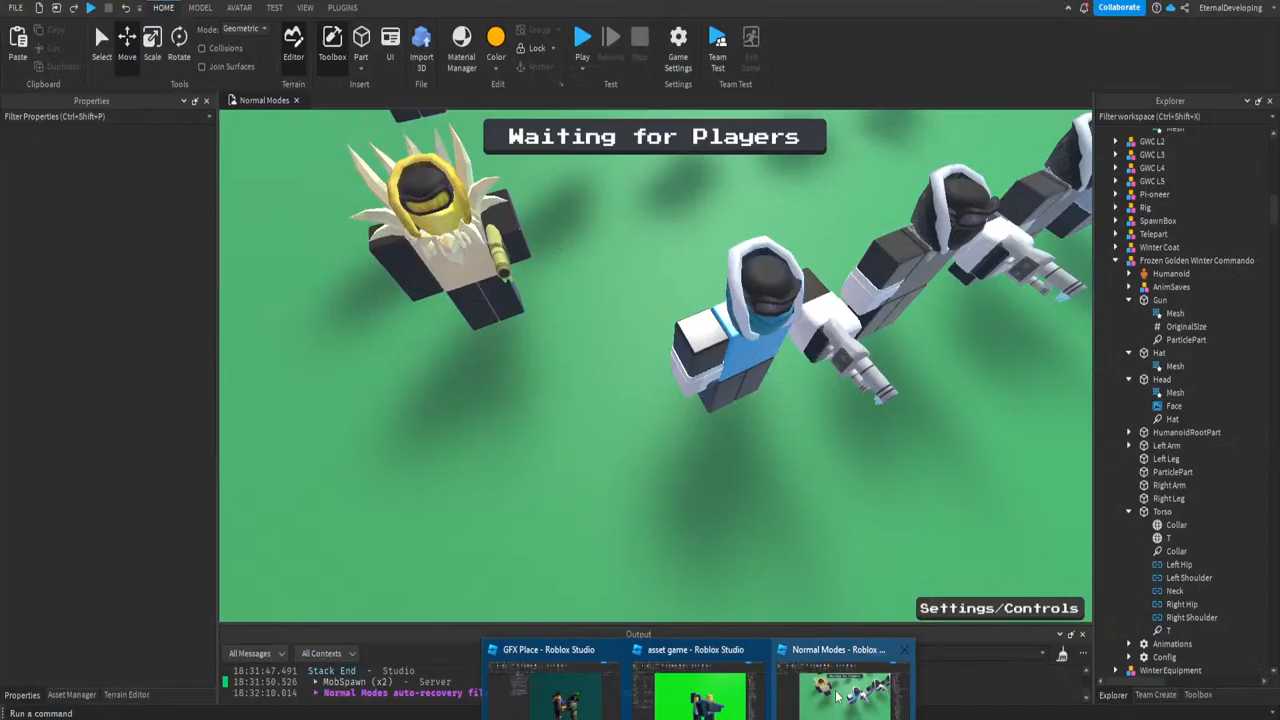 FILE HOME MODEL AVATAR TEST VIEW PLUGINS Collaborate EternalDeveloping
Paste Copy Cut Duplicate Select Move Scale Rotate Mode: Geometric Collisions Join Surfaces Editor Toolbox Part UI Import 3D Material Manager Color Group Lock Anchor Play Resume Stop Game Settings Team Test Exit Game
Clipboard Tools Terrain Insert File Edit Test Settings Team Test
Properties
Filter Properties (Ctrl+Shift+P)
Normal Modes
Waiting for Players
Settings/Controls
Explorer
Filter workspace (Ctrl+Shift+X)
Mesh
GWC L2
GWC L3
GWC L4
GWC L5
Pi-oneer
Rig
SpawnBox
Telepart
Winter Coat
Frozen Golden Winter Commando
Humanoid
AnimSaves
Gun
Mesh
OriginalSize
ParticlePart
Hat
Mesh
Head
Mesh
Face
Hat
HumanoidRootPart
Left Arm
Left Leg
ParticlePart
Right Arm
Right Leg
Torso
Collar
T
Collar
Left Hip
Left Shoulder
Neck
Right Hip
Right Shoulder
T
Animations
Config
WinterEquipment
Output
All Messages All Contexts
18:31:47.491 Stack End - Studio
18:31:50.526 MobSpawn (x2) - Server
18:32:10.014 Normal Modes auto-recovery fil
GFX Place - Roblox Studio
asset game - Roblox Studio
Normal Modes - Roblox ...
Properties Asset Manager Terrain Editor
Explorer Team Create Toolbox
Run a command